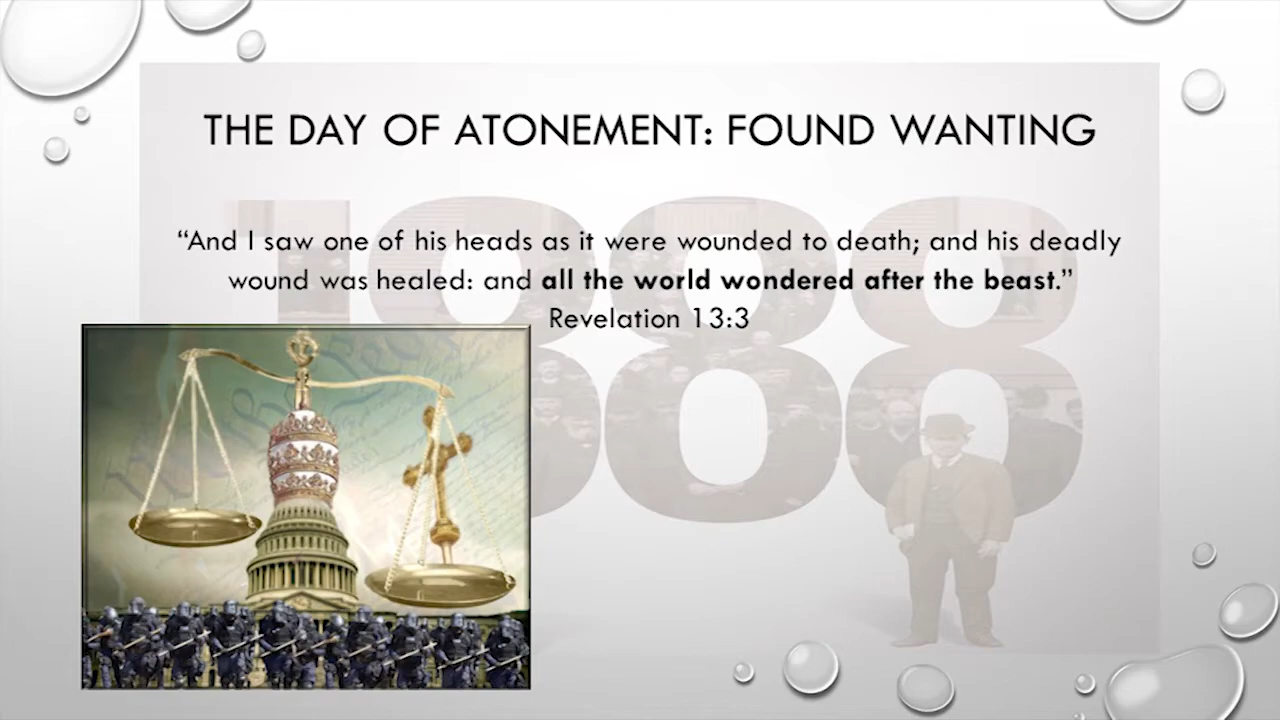 THE DAY OF ATONEMENT: FOUND WANTING
“And I saw one of his heads as it were wounded to death; and his deadly
wound was healed: and all the world wondered after the beast.”
Revelation 13:3
1888